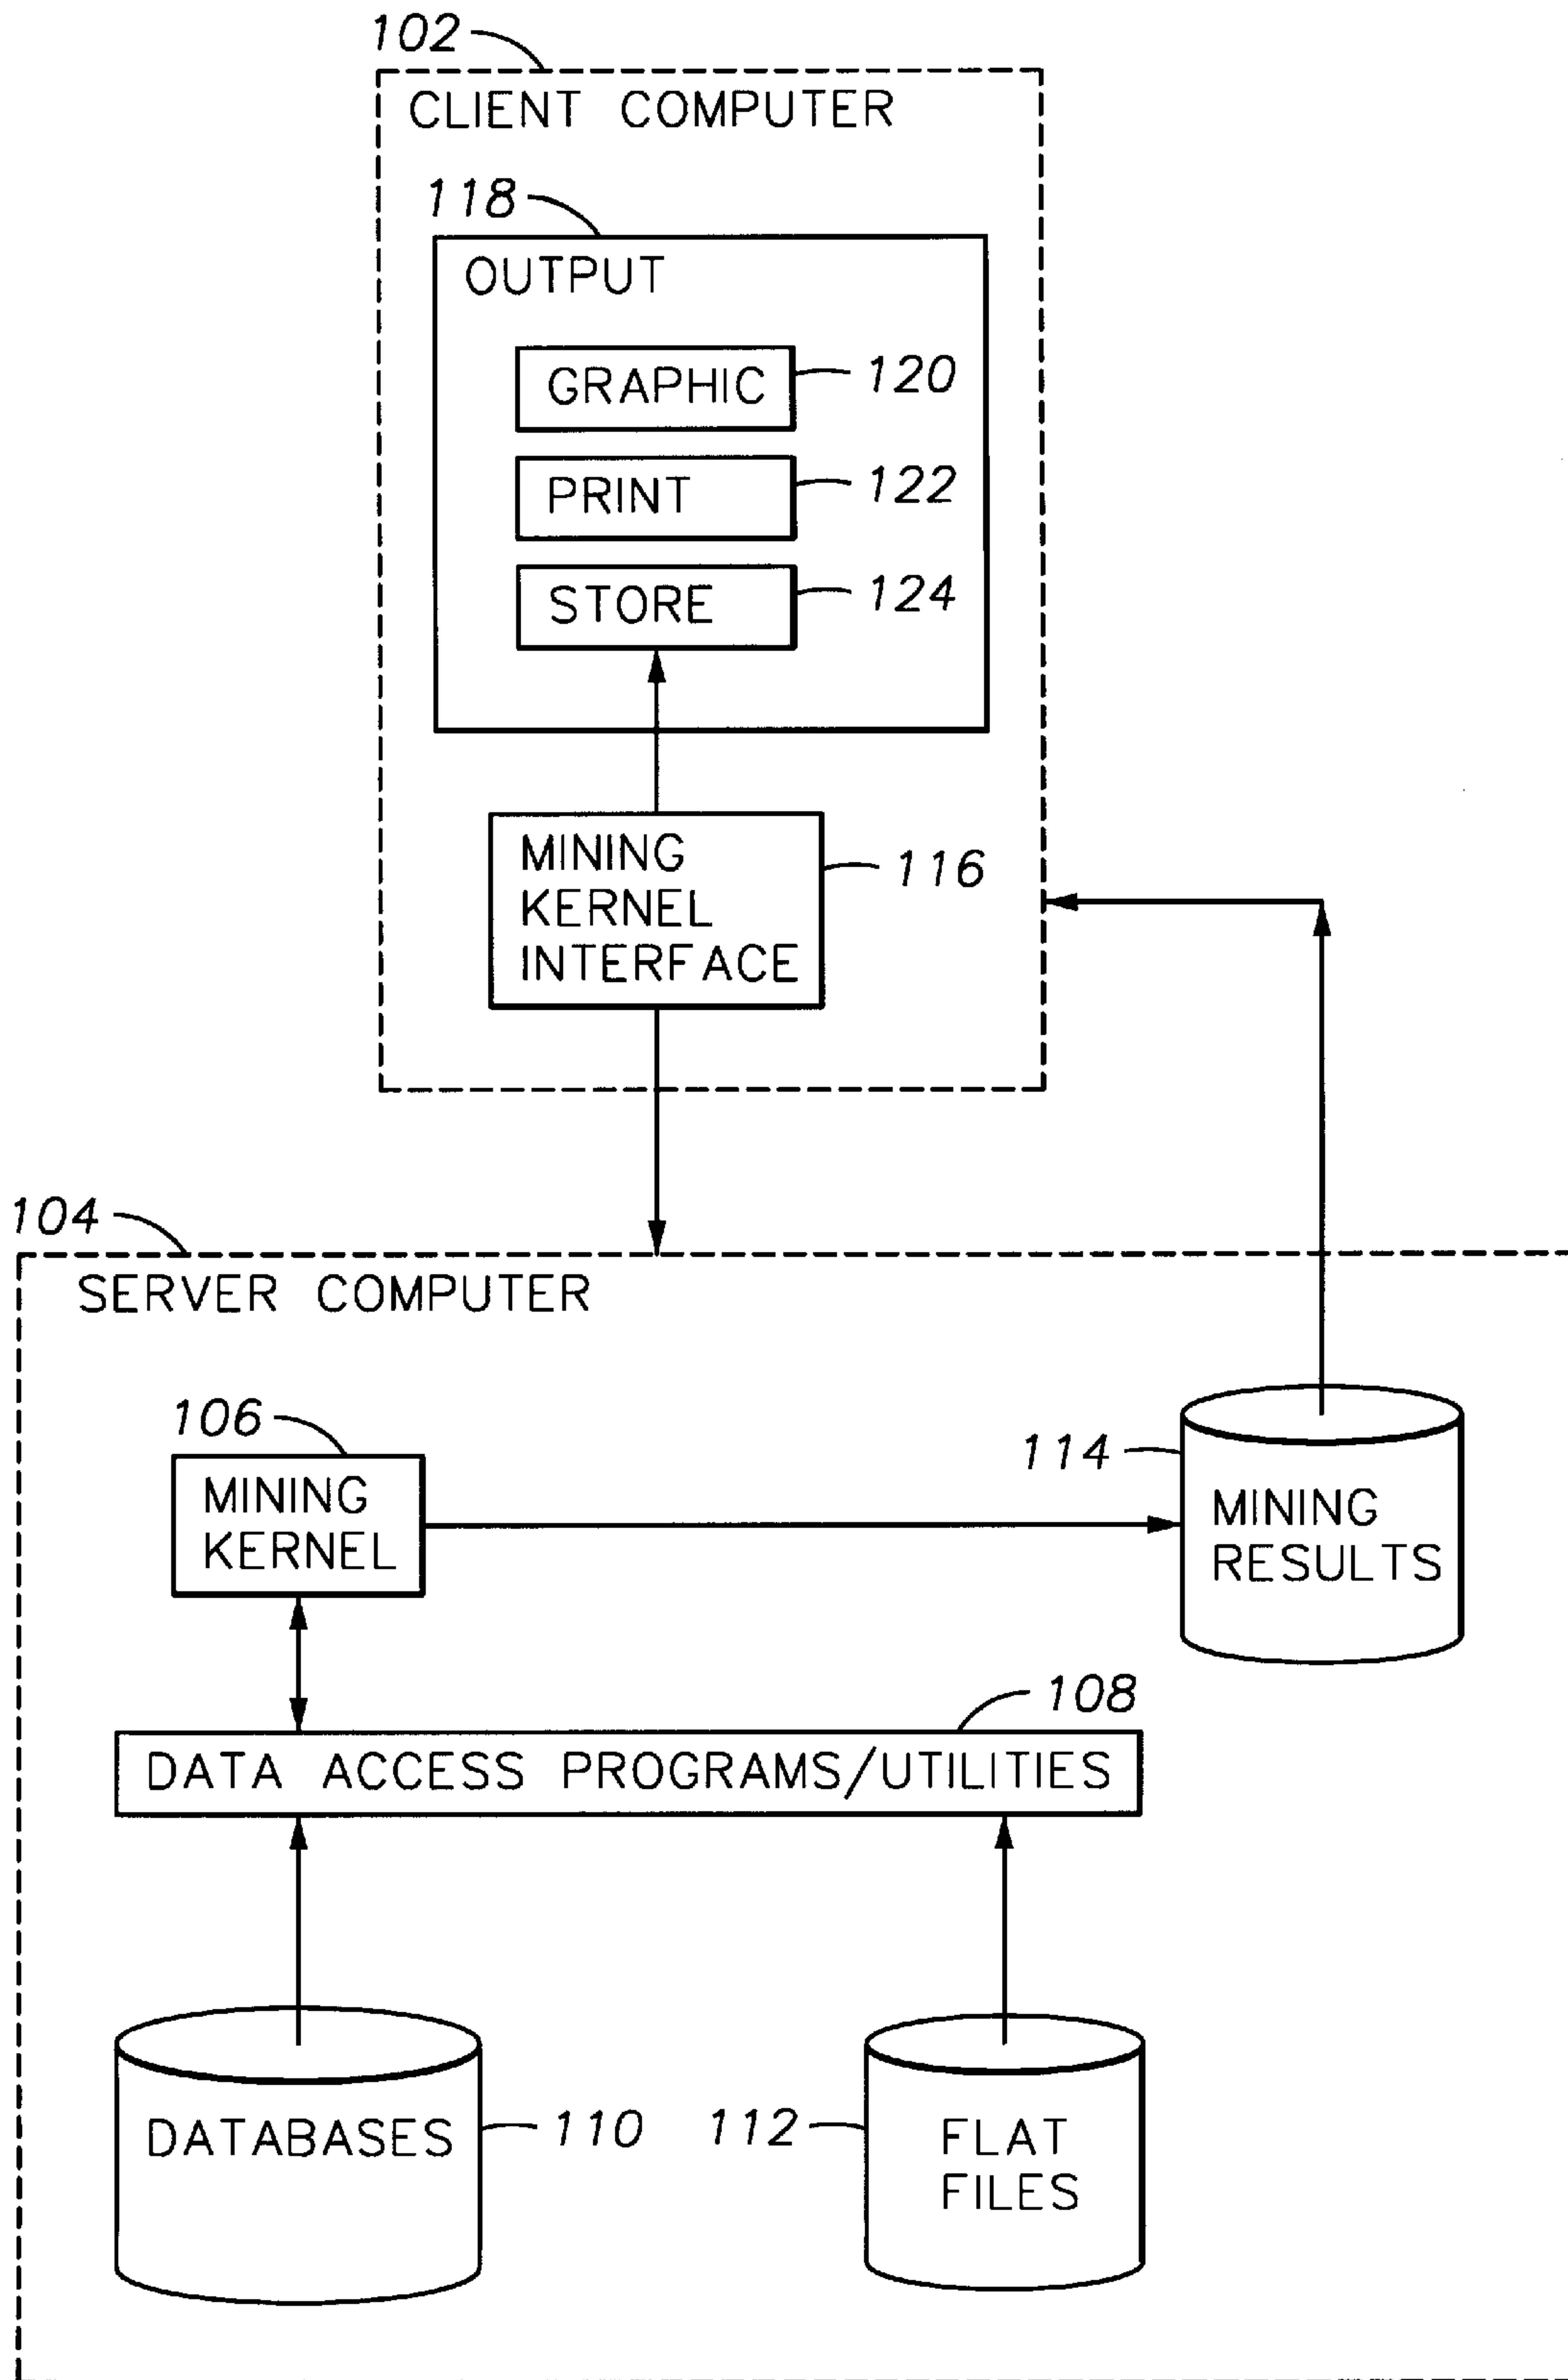 102
CLIENT COMPUTER
118
OUTPUT
GRAPHIC
120
PRINT
122
STORE
124
MINING
KERNEL
INTERFACE
116
104
SERVER COMPUTER
106
MINING
KERNEL
114
MINING
RESULTS
108
DATA ACCESS PROGRAMS/UTILITIES
DATABASES
110
112
FLAT
FILES